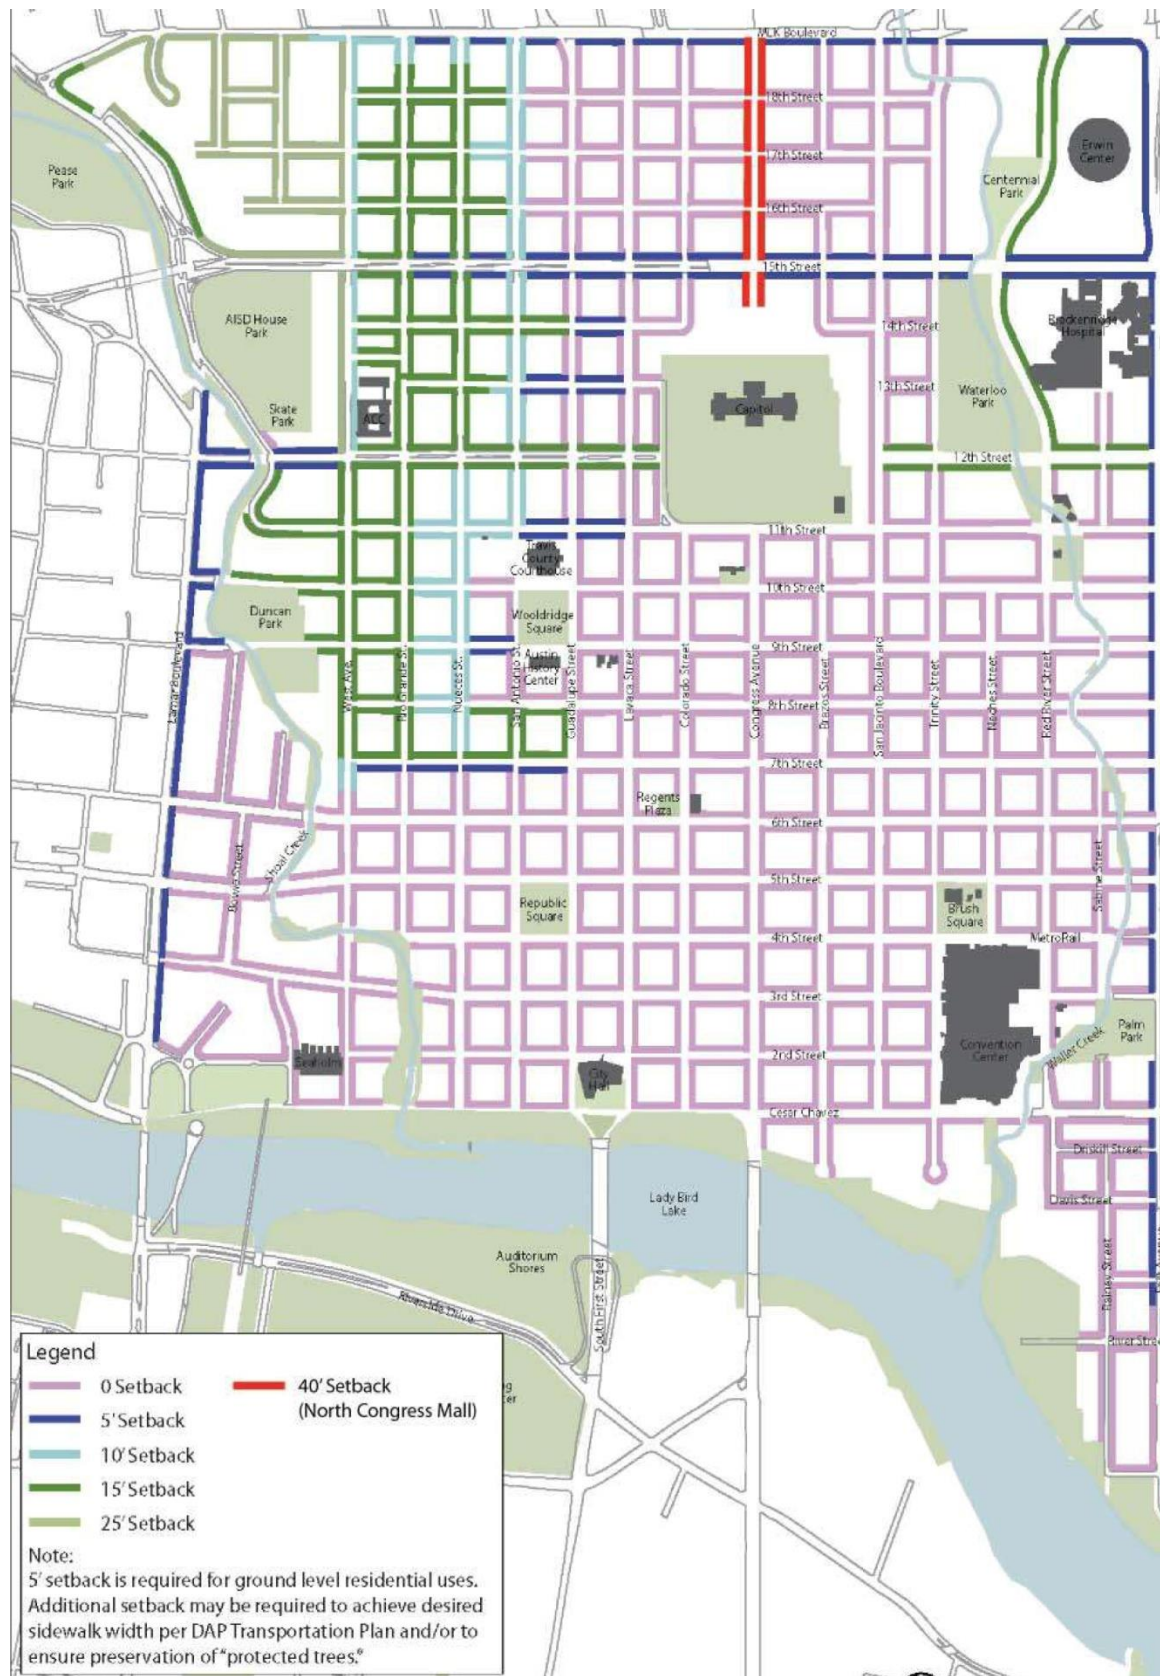 MLK Boulevard
18th Street
Erwin
Center
17th Street
Pease
Park
Centennial
Park
16th Street
15th Street
AISD House
Park
14th Street
Brackenridge
Hospital
13th Street
Waterloo
Park
Skate
Park
ACC
Capitol
12th Street
11th Street
Travis
County
Courthouse
10th Street
Duncan
Park
Wooldridge
Square
9th Street
Austin
History
Center
Lamar Boulevard
West Ave.
Rio Grande St.
Nueces St.
San Antonio St.
Guadalupe Street
Lavaca Street
Colorado Street
Congress Avenue
Brazos Street
San Jacinto Boulevard
Trinity Street
Neches Street
Red River Street
8th Street
7th Street
Regents
Plaza
6th Street
Bowie Street
Shoal Creek
Sabine Street
5th Street
Republic
Square
Brush
Square
4th Street
MetroRail
3rd Street
Palm
Park
Seaholm
City
Hall
2nd Street
Convention
Center
Waller Creek
Cesar Chavez
Driskill Street
Davis Street
Lady Bird
Lake
Auditorium
Shores
Riverside Drive
South First Street
Rainey Street
River Stree
Legend
0 Setback
5' Setback
10' Setback
15' Setback
25' Setback
40' Setback
(North Congress Mall)
Note:
5' setback is required for ground level residential uses.
Additional setback may be required to achieve desired
sidewalk width per DAP Transportation Plan and/or to
ensure preservation of "protected trees."